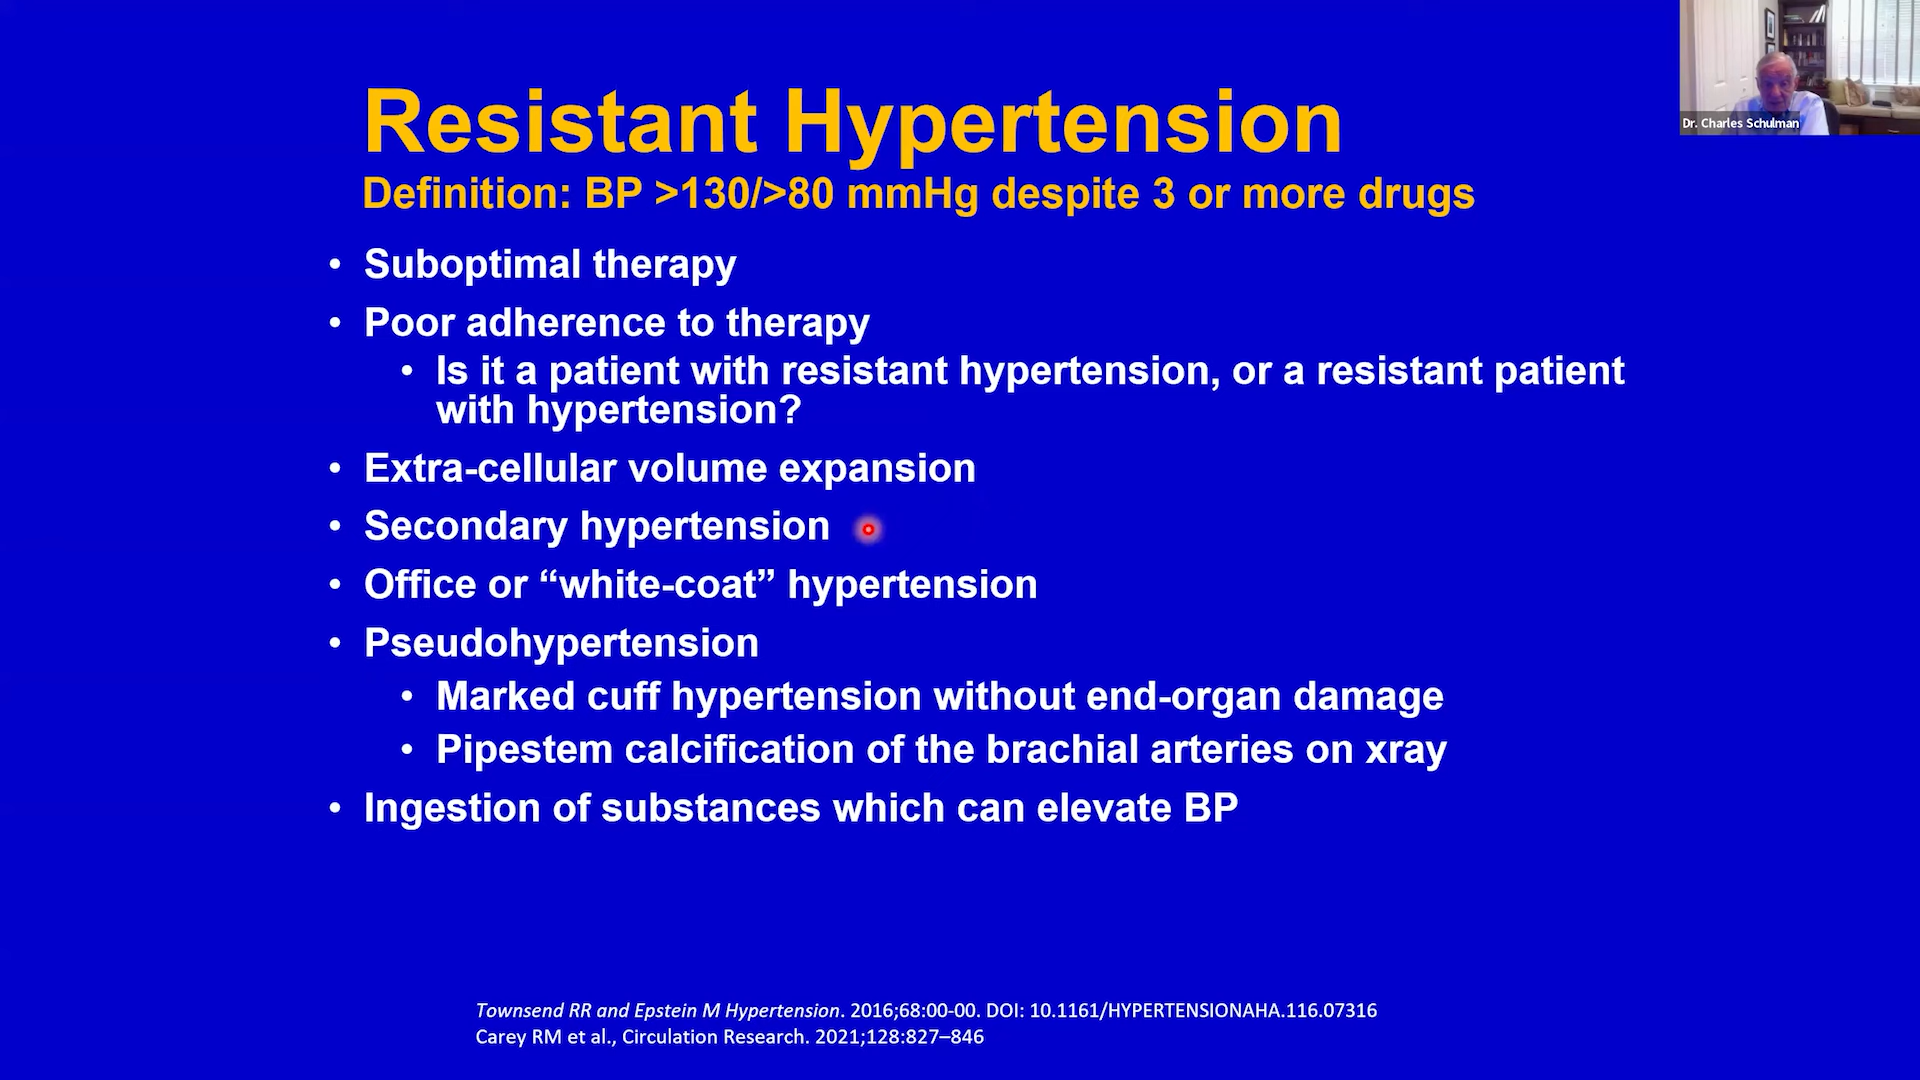 Resistant Hypertension
Definition: BP >130/>80 mmHg despite 3 or more drugs
• Suboptimal therapy
• Poor adherence to therapy
• Is it a patient with resistant hypertension, or a resistant patient
with hypertension?
• Extra-cellular volume expansion
• Secondary hypertension
• Office or “white-coat” hypertension
• Pseudohypertension
• Marked cuff hypertension without end-organ damage
• Pipestem calcification of the brachial arteries on xray
• Ingestion of substances which can elevate BP
Townsend RR and Epstein M Hypertension. 2016;68:00-00. DOI: 10.1161/HYPERTENSIONAHA.116.07316
Carey RM et al., Circulation Research. 2021;128:827–846
Dr. Charles Schulman